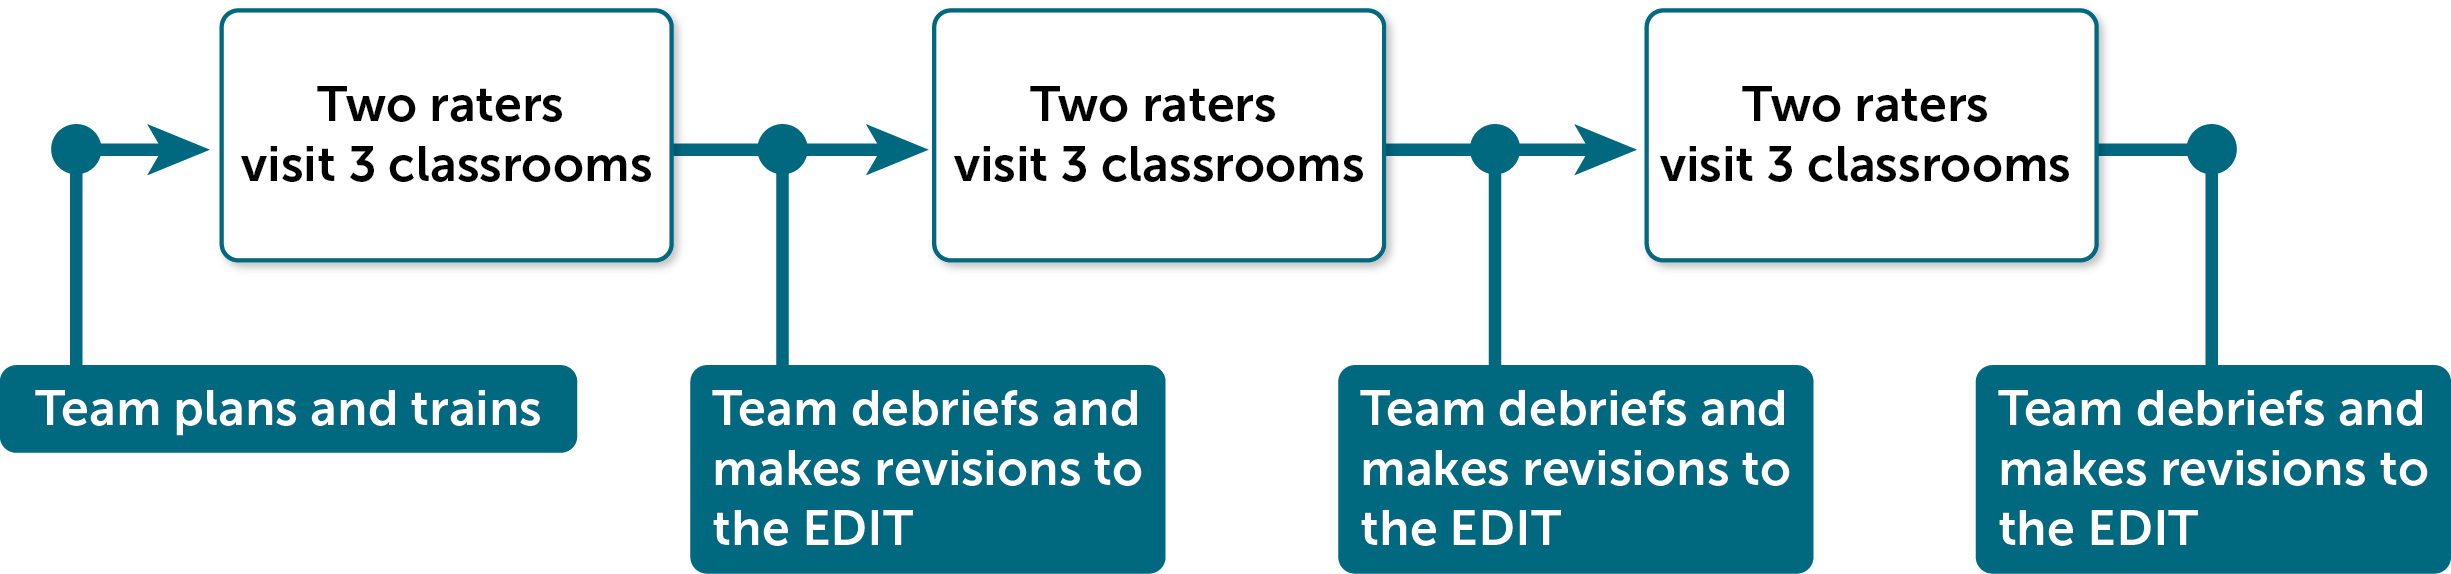 Two raters
visit 3 classrooms
Two raters
visit 3 classrooms
Two raters
visit 3 classrooms
Team plans and trains
Team debriefs and
makes revisions to
the EDIT
Team debriefs and
makes revisions to
the EDIT
Team debriefs and
makes revisions to
the EDIT